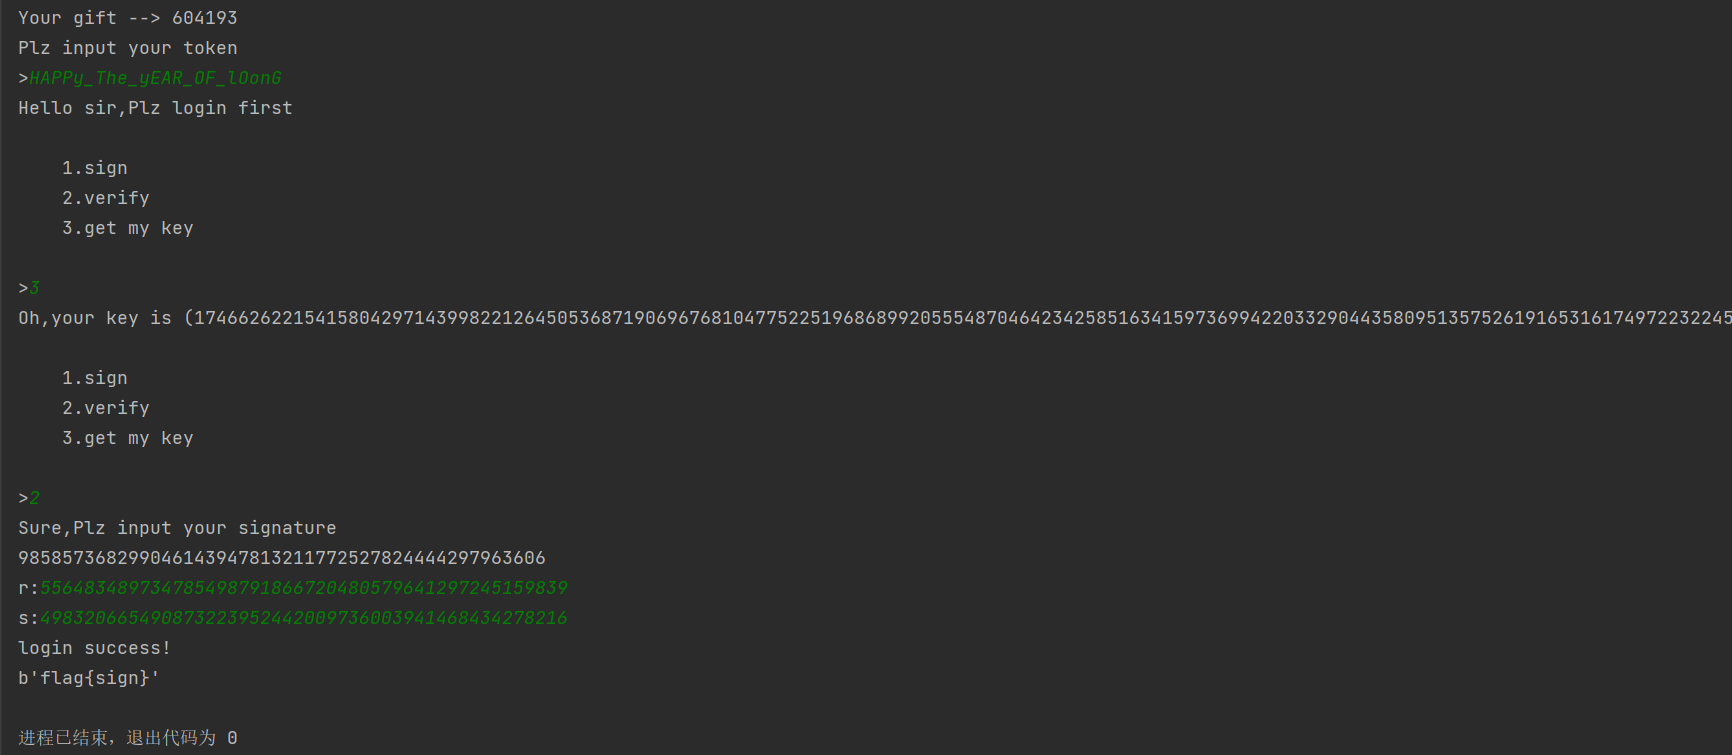 Your gift --> 604193
Plz input your token
>HAPPy_The_yEAR_OF_lOonG
Hello sir,Plz login first
1.sign
2.verify
3.get my key
>3
Oh,your key is (17466262215415804297143998221264505368719069676810477522519686899205554870464234258516341597369942203329044358095135752619165316174972232245
1.sign
2.verify
3.get my key
>2
Sure,Plz input your signature
985857368299046143947813211772527824444297963606
r:556483489734785498791866720480579641297245159839
s:498320665490873223952442009736003941468434278216
login success!
b'flag{sign}'
进程已结束，退出代码为 0